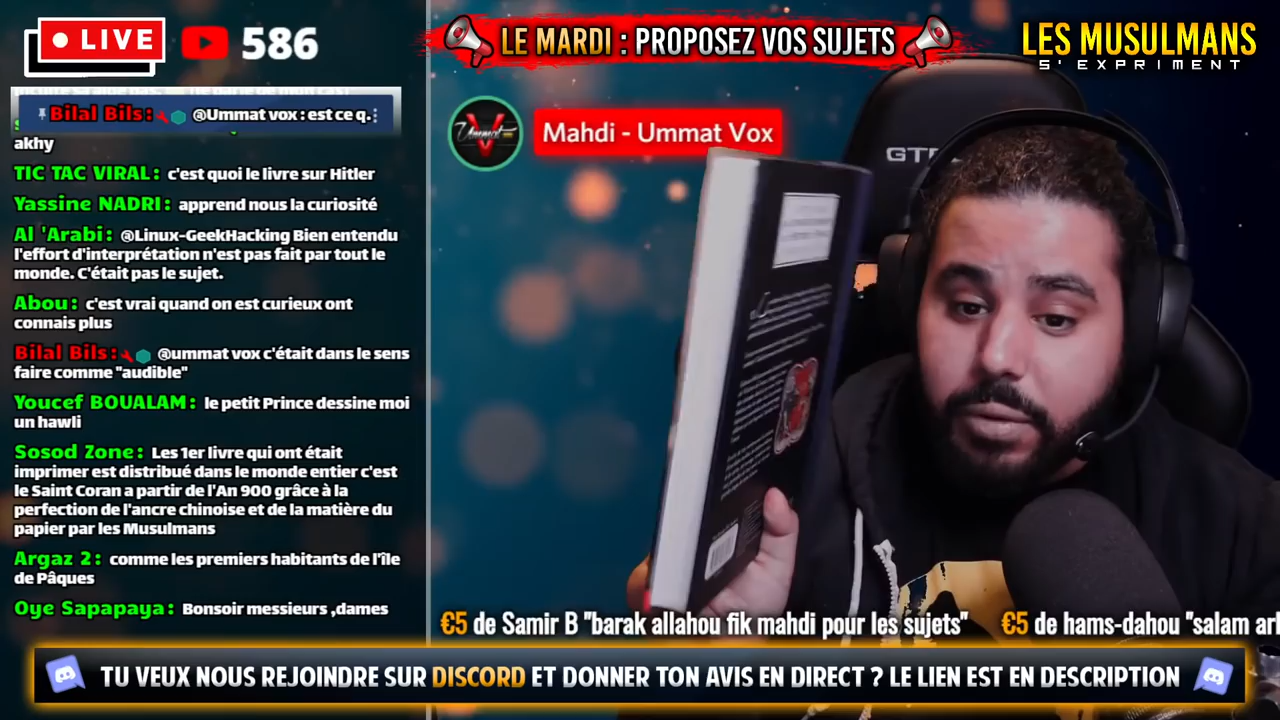 LIVE
586
LE MARDI : PROPOSEZ VOS SUJETS
LES MUSULMANS
S'EXPRIMENT
Bilal Bils: @Ummat vox : est ce q.
akhy
TIC TAC VIRAL: c'est quoi le livre sur Hitler
Yassine NADRI: apprend nous la curiosité
Al 'Arabi: @Linux-GeekHacking Bien entendu
l'effort d'interprétation n'est pas fait par tout le
monde. C'était pas le sujet.
Abou: c'est vrai quand on est curieux ont
connais plus
Bilal Bils: @ummat vox c'était dans le sens
faire comme "audible"
Youcef BOUALAM: le petit Prince dessine moi
un hawli
Sosod Zone: Les 1er livre qui ont était
imprimer est distribué dans le monde entier c'est
le Saint Coran a partir de l'An 900 grâce à la
perfection de l'ancre chinoise et de la matière du
papier par les Musulmans
Argaz 2: comme les premiers habitants de l'île
de Pâques
Oye Sapapaya: Bonsoir messieurs ,dames
Mahdi - Ummat Vox
€5 de Samir B "barak allahou fik mahdi pour les sujets" €5 de hams-dahou "salam
TU VEUX NOUS REJOINDRE SUR DISCORD ET DONNER TON AVIS EN DIRECT ? LE LIEN EST EN DESCRIPTION